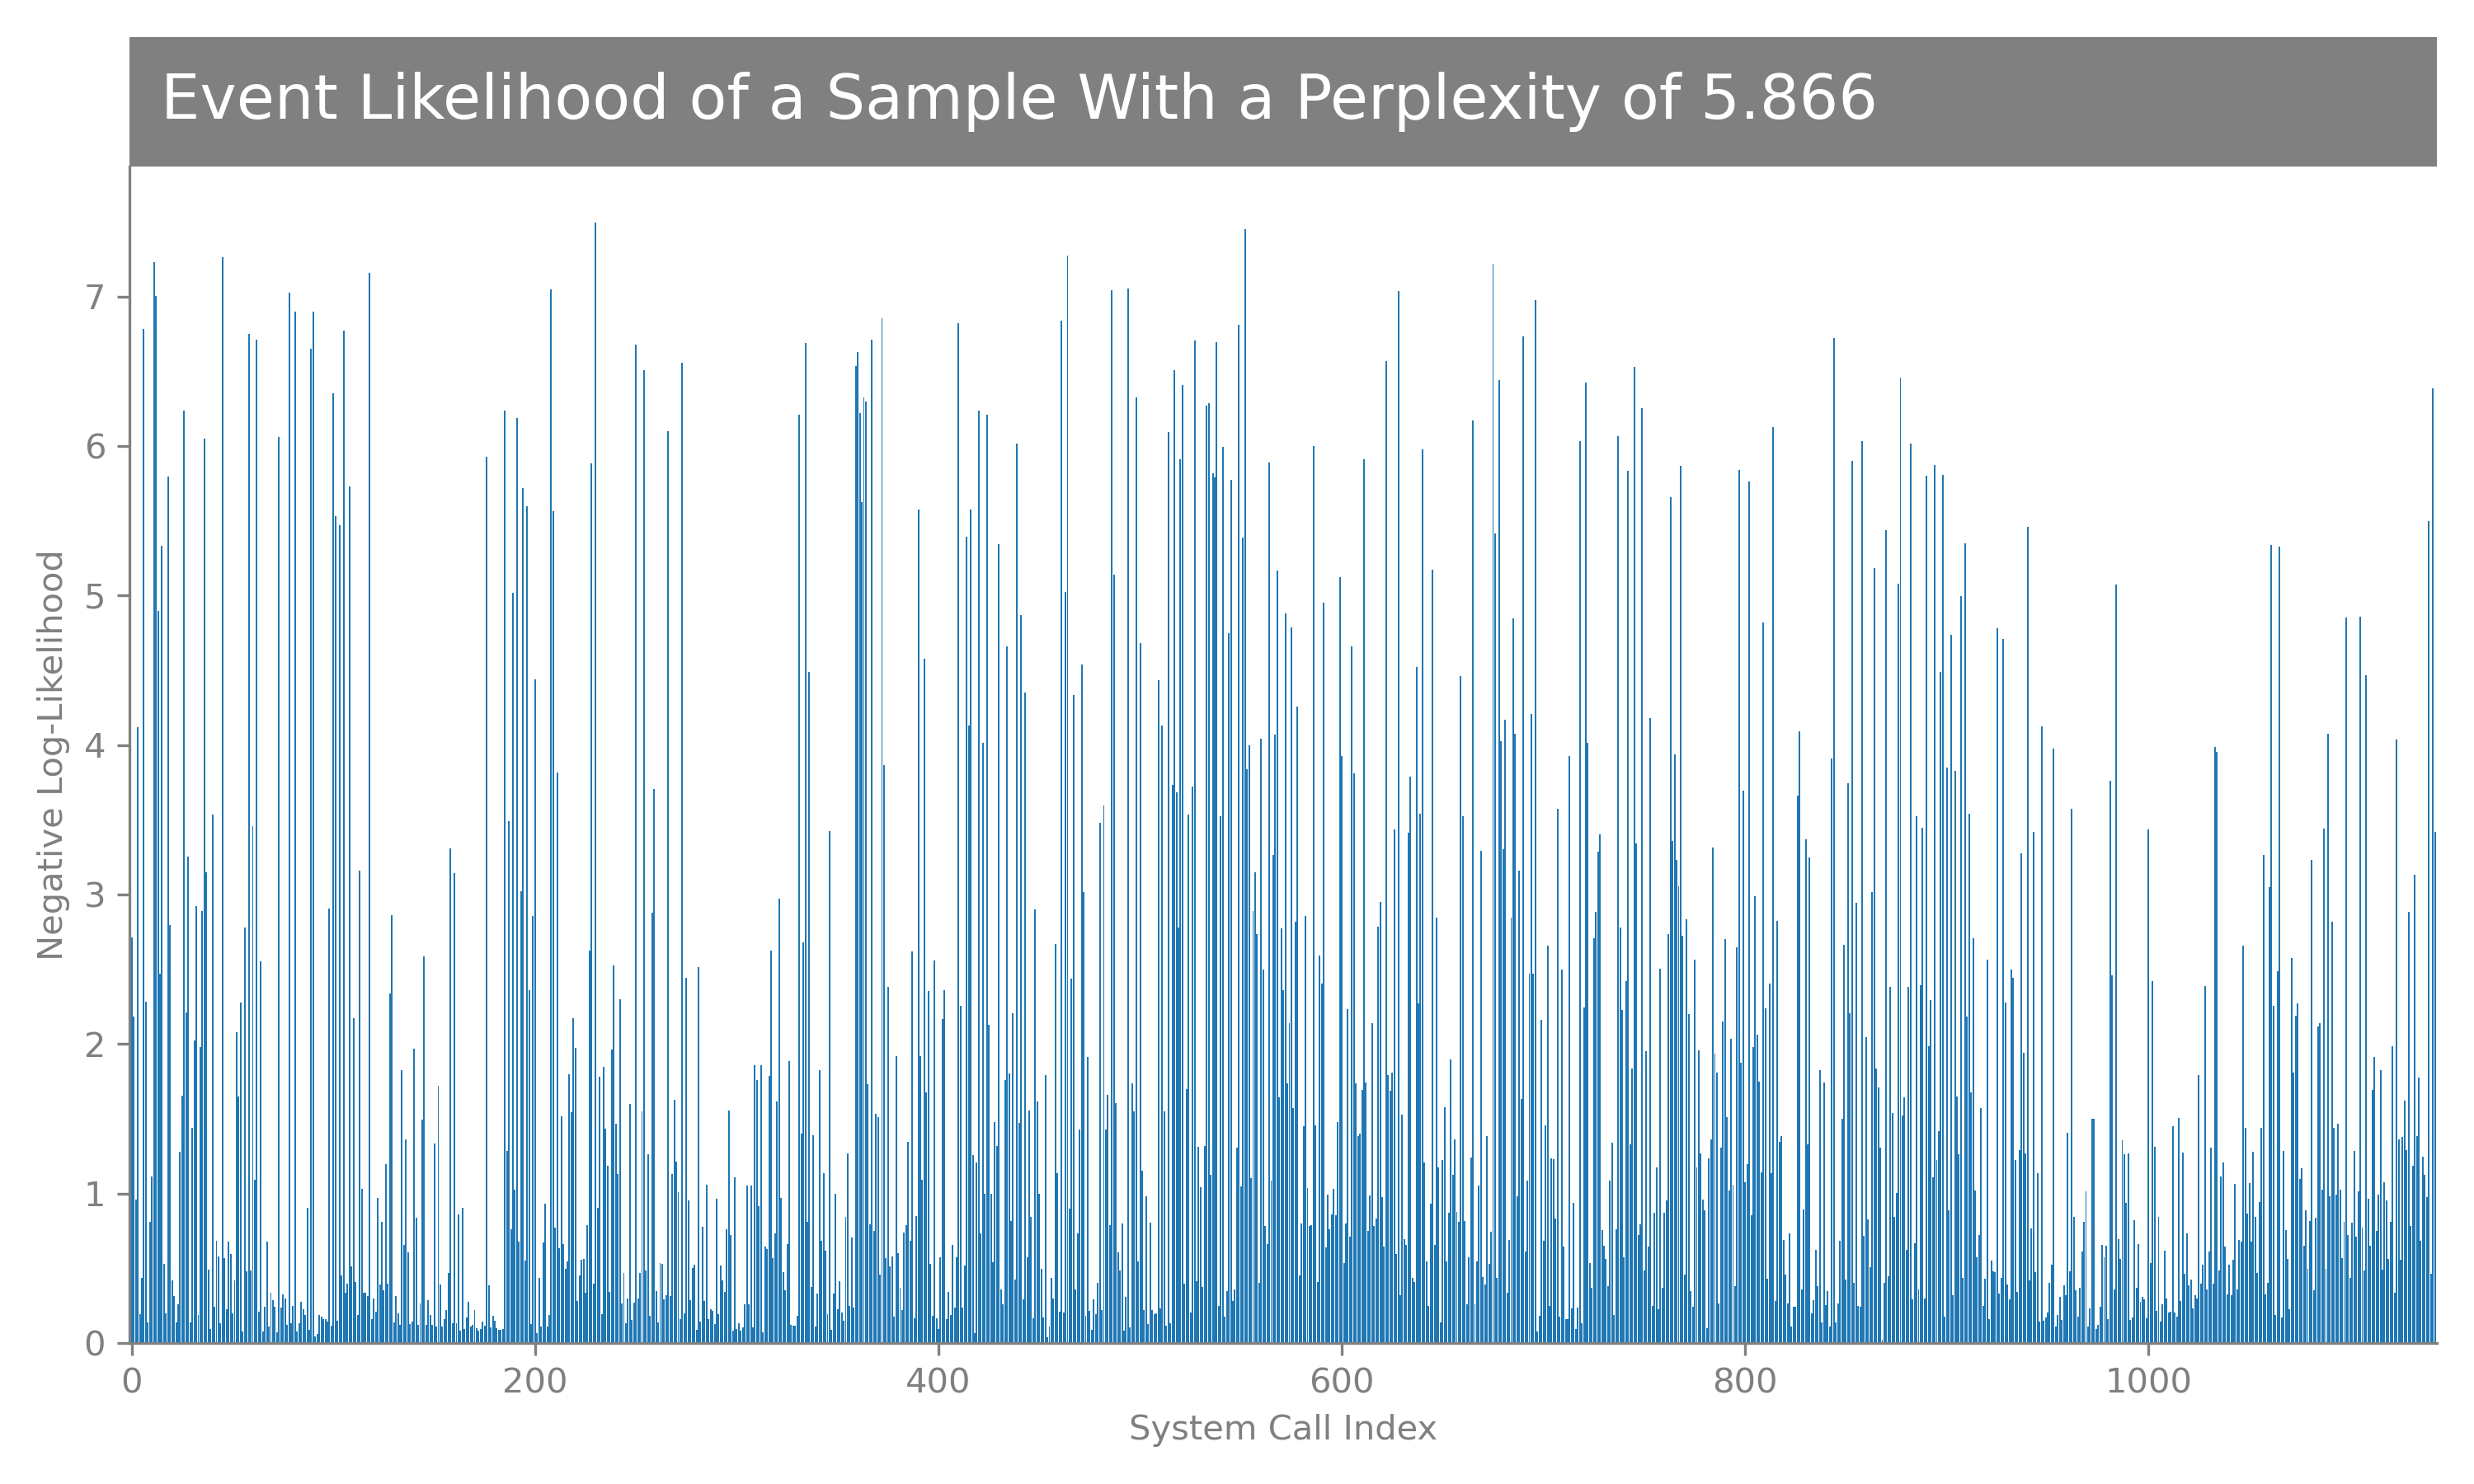 Event Likelihood of a Sample With a Perplexity of 5.866
Negative Log-Likelihood
7
6
5
4
3
2
1
0
0 200 400 600 800 1000
System Call Index